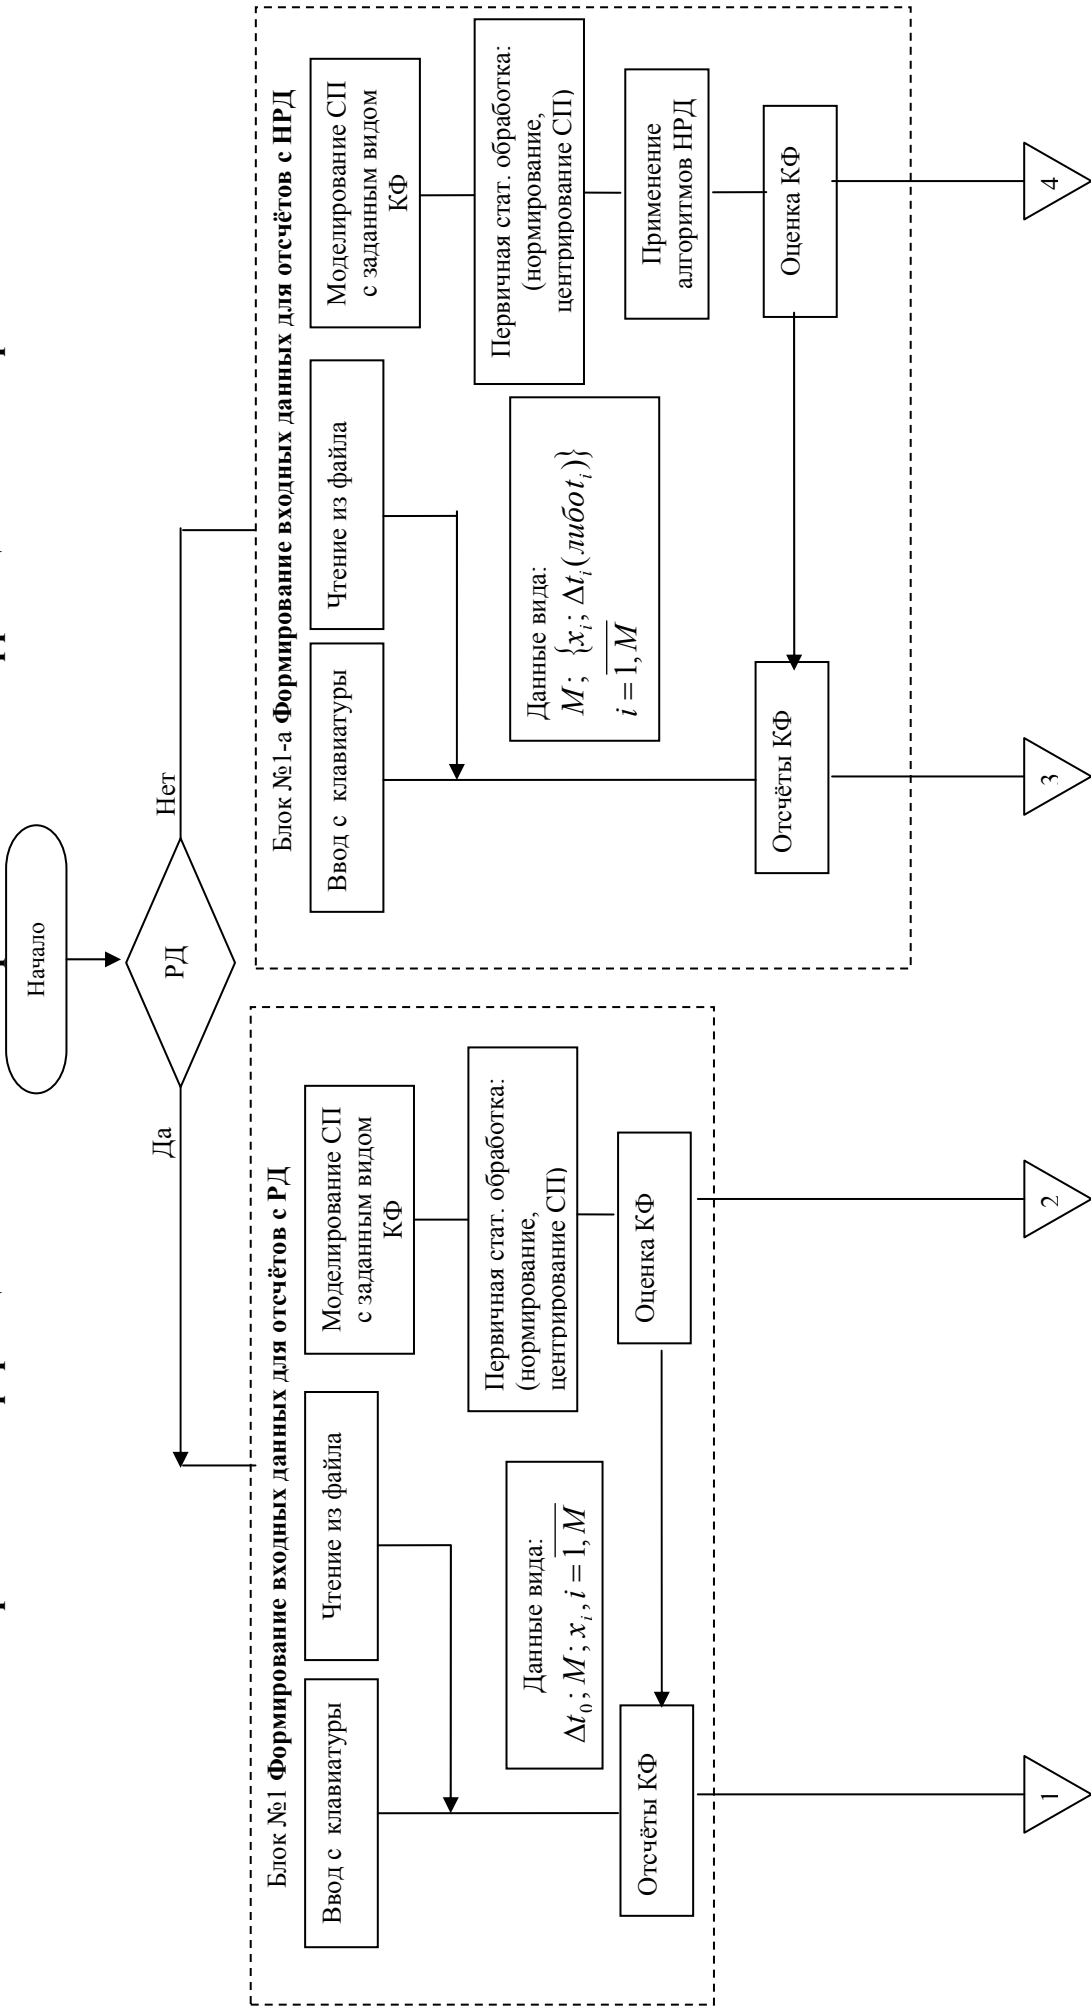 Начало
РД
Да
Нет
Блок №1 Формирование входных данных для отсчётов с РД
Ввод с клавиатуры
Чтение из файла
Моделирование СП
с заданным видом
КФ
Данные вида:
Δt₀; M; xᵢ, i = 1, M
Первичная стат. обработка:
(нормирование,
центрирование СП)
Отсчёты КФ
Оценка КФ
1
2
Блок №1-а Формирование входных данных для отсчётов с НРД
Ввод с клавиатуры
Чтение из файла
Моделирование СП
с заданным видом
КФ
Данные вида:
M; {xᵢ; Δtᵢ(либоtᵢ)}
i = 1, M
Первичная стат. обработка:
(нормирование,
центрирование СП)
Применение
алгоритмов НРД
Отсчёты КФ
Оценка КФ
3
4